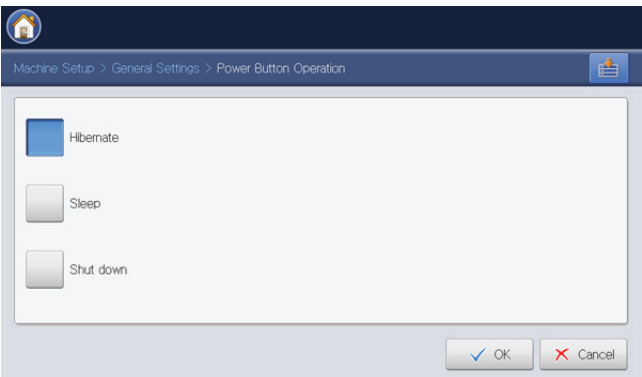 Machine Setup > General Settings > Power Button Operation
Hibernate
Sleep
Shut down
OK
Cancel